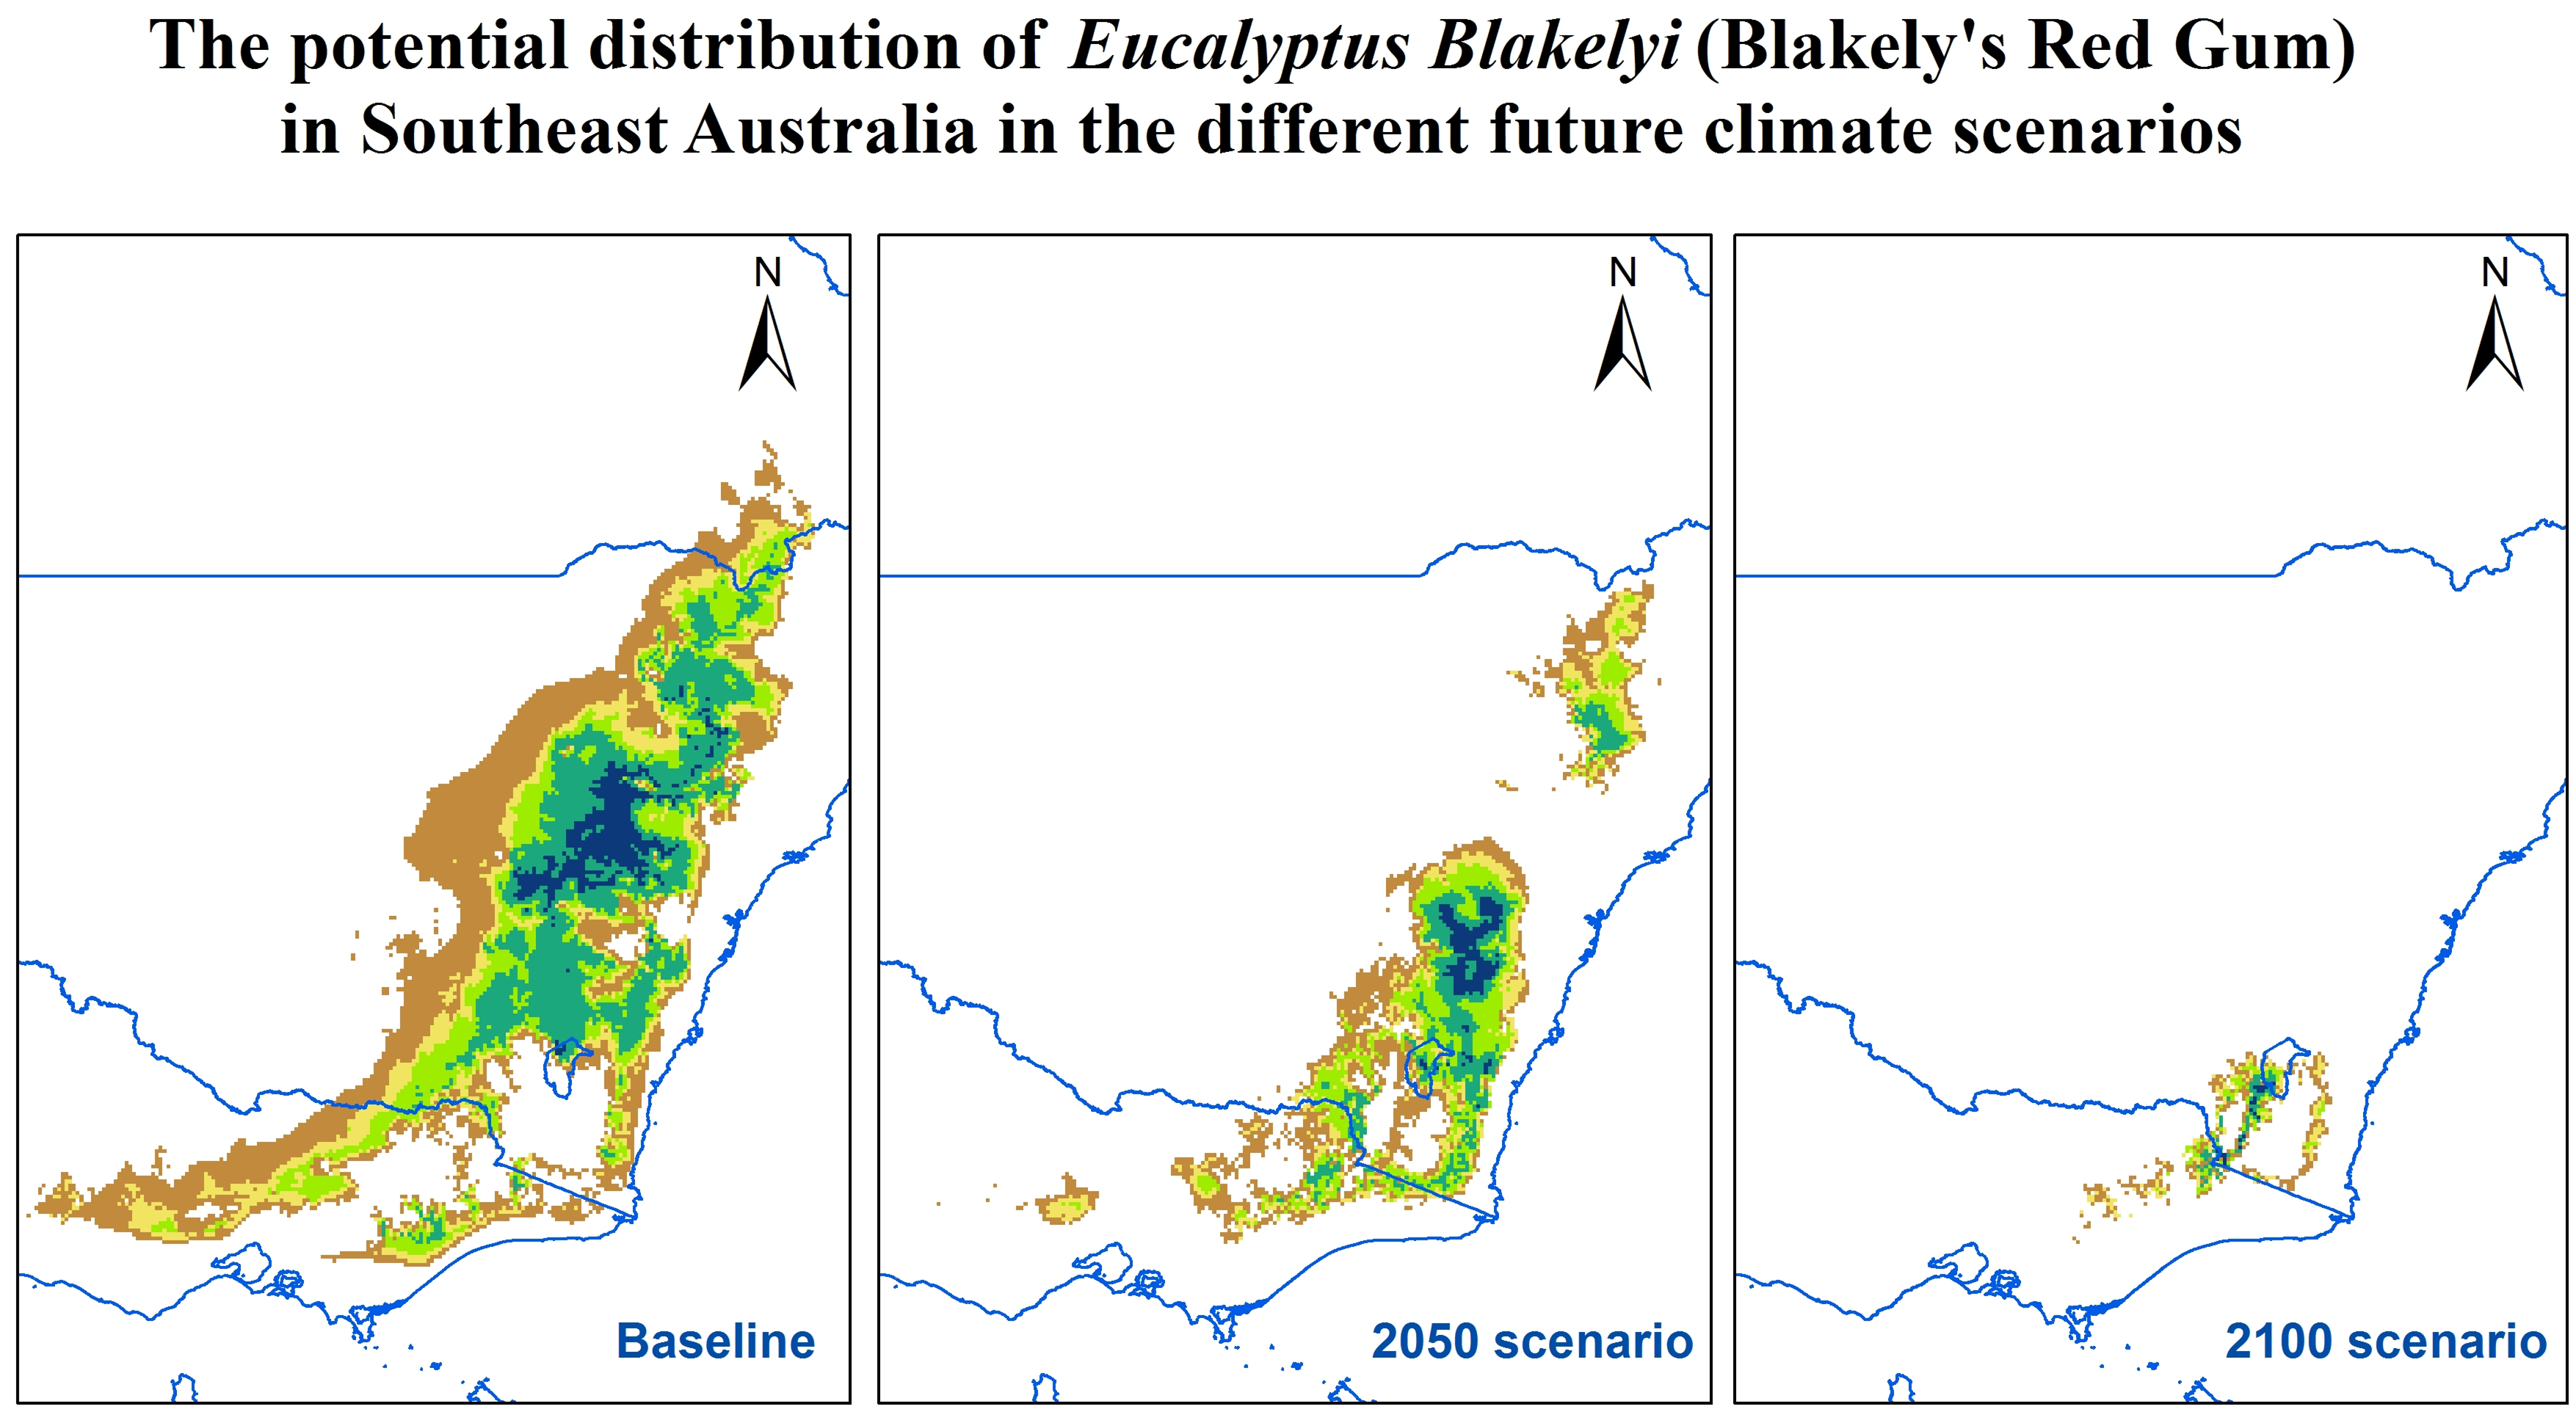 The potential distribution of Eucalyptus Blakelyi (Blakely's Red Gum)
in Southeast Australia in the different future climate scenarios
N
N
N
Baseline
2050 scenario
2100 scenario